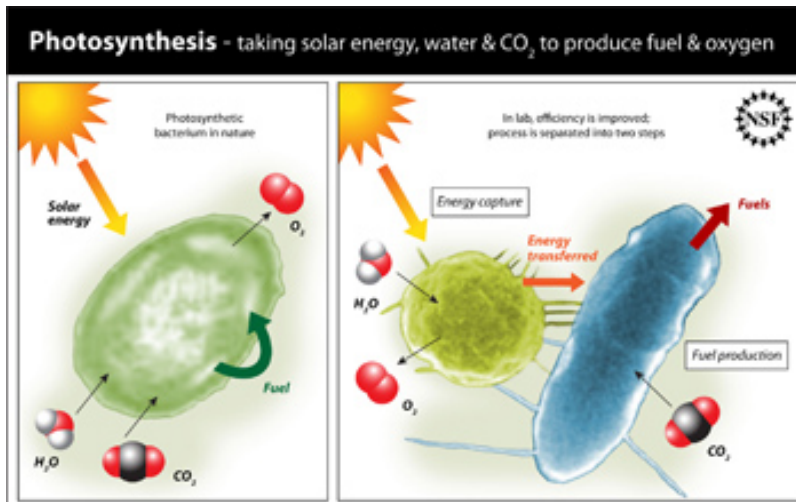 Photosynthesis - taking solar energy, water & CO₂ to produce fuel & oxygen
Photosynthetic
bacterium in nature
Solar
energy
O₂
Fuel
H₂O
CO₂
In lab, efficiency is improved;
process is separated into two steps
NSF
Energy capture
Fuels
Energy
transferred
H₂O
O₂
Fuel production
CO₂